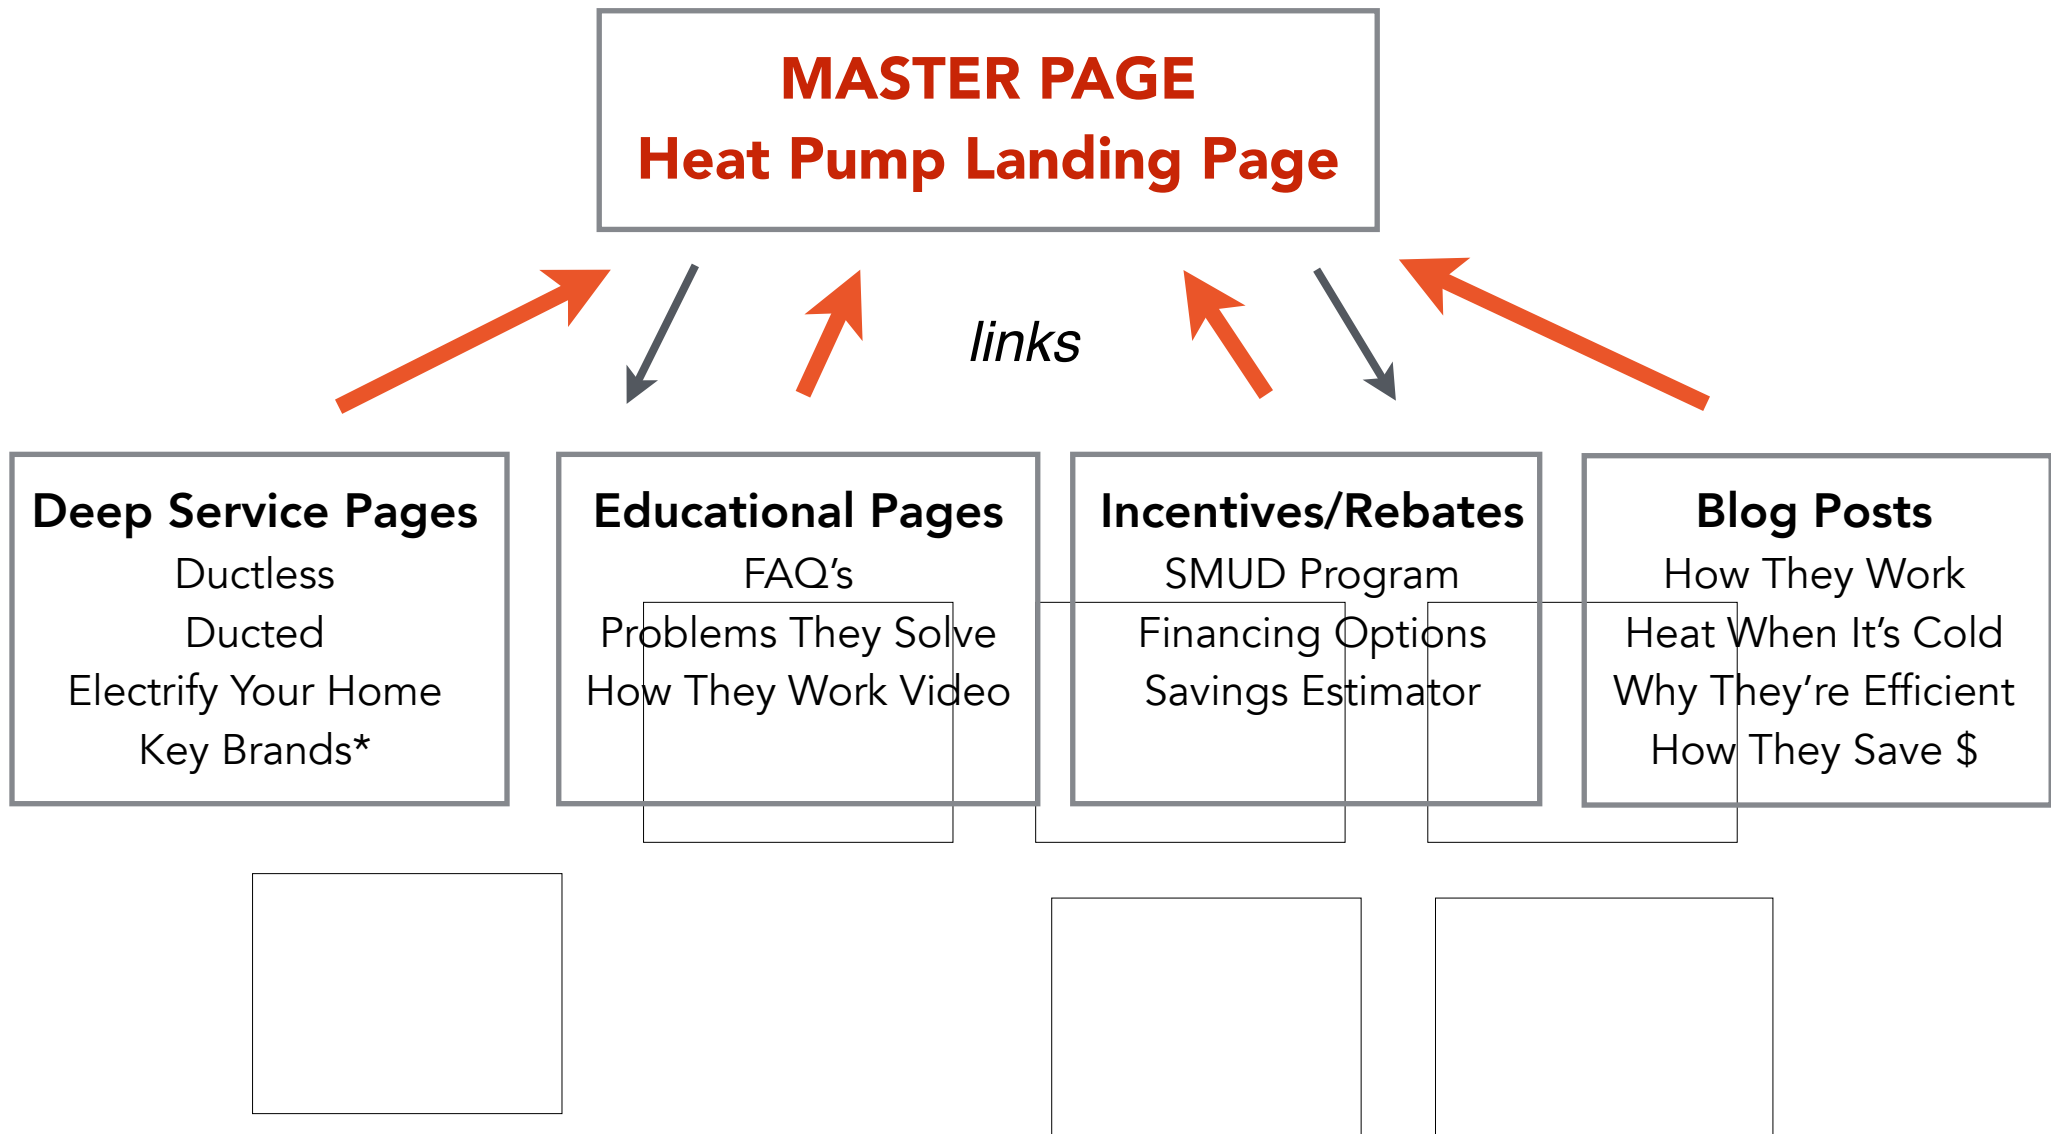 MASTER PAGE
Heat Pump Landing Page
links
Deep Service Pages
Ductless
Ducted
Electrify Your Home
Key Brands*
Educational Pages
FAQ’s
Problems They Solve
How They Work Video
Incentives/Rebates
SMUD Program
Financing Options
Savings Estimator
Blog Posts
How They Work
Heat When It’s Cold
Why They’re Efficient
How They Save $